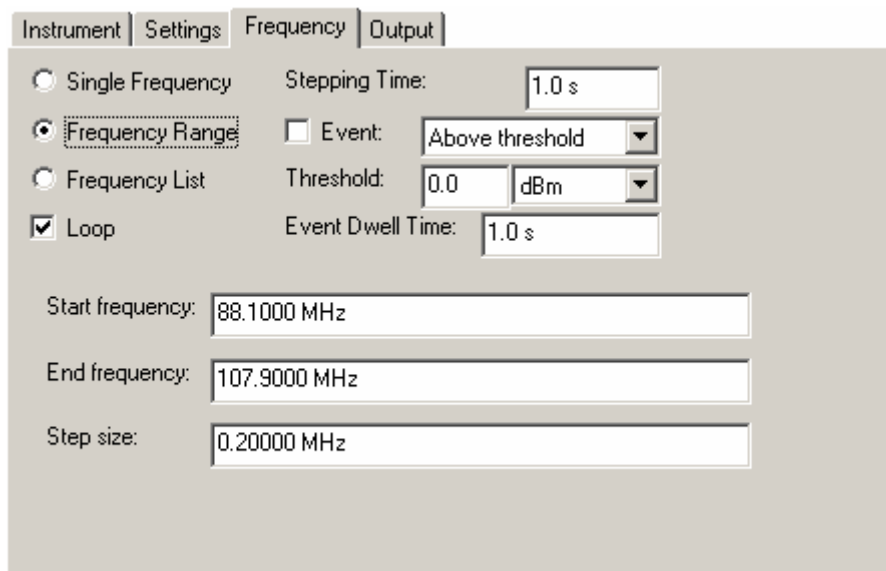 Instrument Settings Frequency Output
Single Frequency Stepping Time: 1.0 s
Frequency Range Event: Above threshold
Frequency List Threshold: 0.0 dBm
Loop Event Dwell Time: 1.0 s
Start frequency: 88.1000 MHz
End frequency: 107.9000 MHz
Step size: 0.20000 MHz